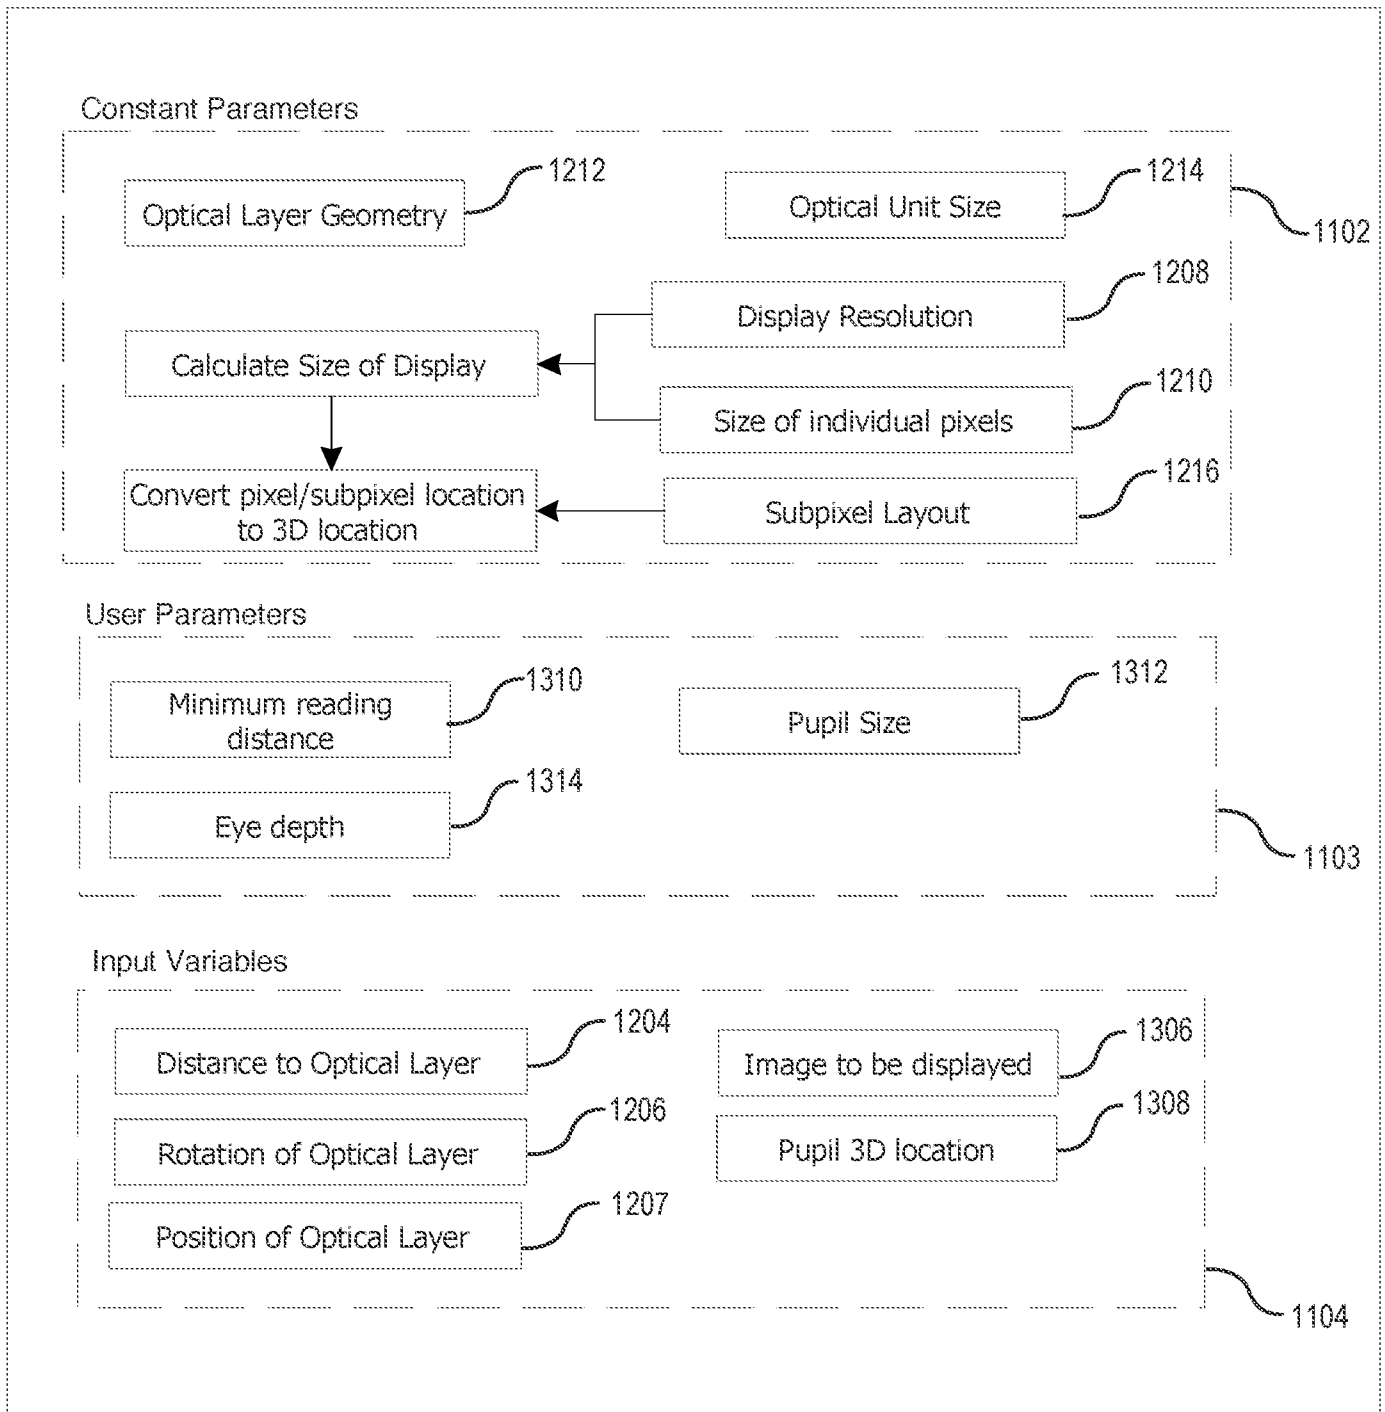 Constant Parameters
1212
1214
Optical Layer Geometry
Optical Unit Size
1102
1208
Display Resolution
Calculate Size of Display
1210
Size of individual pixels
1216
Convert pixel/subpixel location
to 3D location
Subpixel Layout
User Parameters
1310
1312
Minimum reading
distance
Pupil Size
1314
Eye depth
1103
Input Variables
1204
1306
Distance to Optical Layer
Image to be displayed
1206
1308
Rotation of Optical Layer
Pupil 3D location
1207
Position of Optical Layer
1104